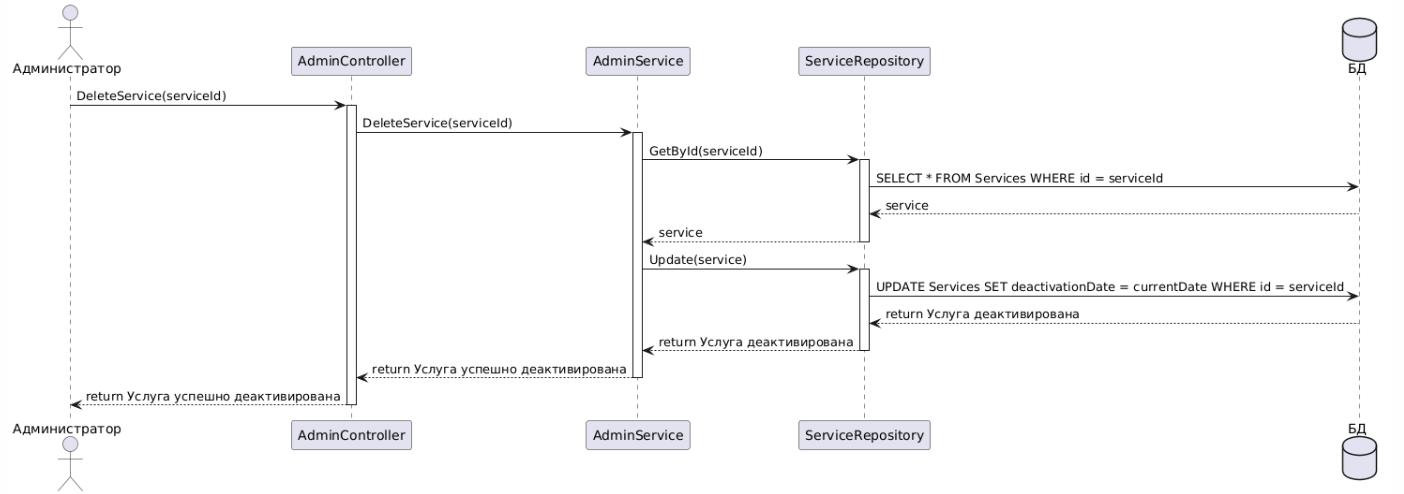 Администратор
AdminController
AdminService
ServiceRepository
БД
DeleteService(serviceId)
DeleteService(serviceId)
GetById(serviceId)
SELECT * FROM Services WHERE id = serviceId
service
service
Update(service)
UPDATE Services SET deactivationDate = currentDate WHERE id = serviceId
return Услуга деактивирована
return Услуга деактивирована
return Услуга успешно деактивирована
return Услуга успешно деактивирована
Администратор
AdminController
AdminService
ServiceRepository
БД